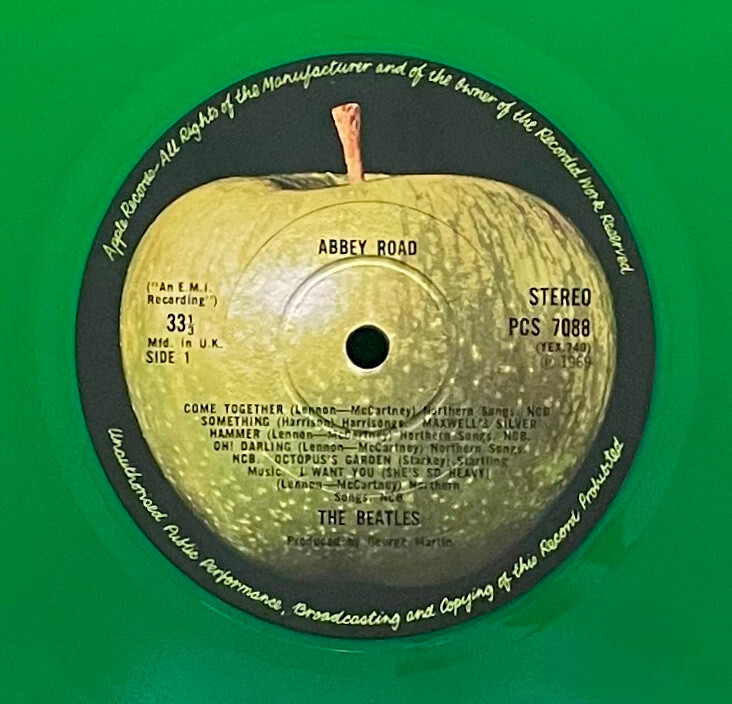 Apple Records–All Rights of the Manufacturer and of the Owner of the Recorded Work Reserved
ABBEY ROAD
("An E.M.I.
Recording")
33⅓
Mfd. in U.K.
SIDE 1
STEREO
PCS 7088
(YEX.749)
℗ 1969
COME TOGETHER (Lennon—McCartney) Northern Songs, NCB
SOMETHING (Harrison) Harrisongs. MAXWELL'S SILVER
HAMMER (Lennon—McCartney) Northern Songs, NCB.
OH! DARLING (Lennon—McCartney) Northern Songs.
NCB. OCTOPUS'S GARDEN (Starkey) Startling
Music. I WANT YOU (SHE'S SO HEAVY)
(Lennon—McCartney) Northern
Songs, NCB
THE BEATLES
Produced by George Martin
Unauthorised Public Performance, Broadcasting and Copying of this Record Prohibited